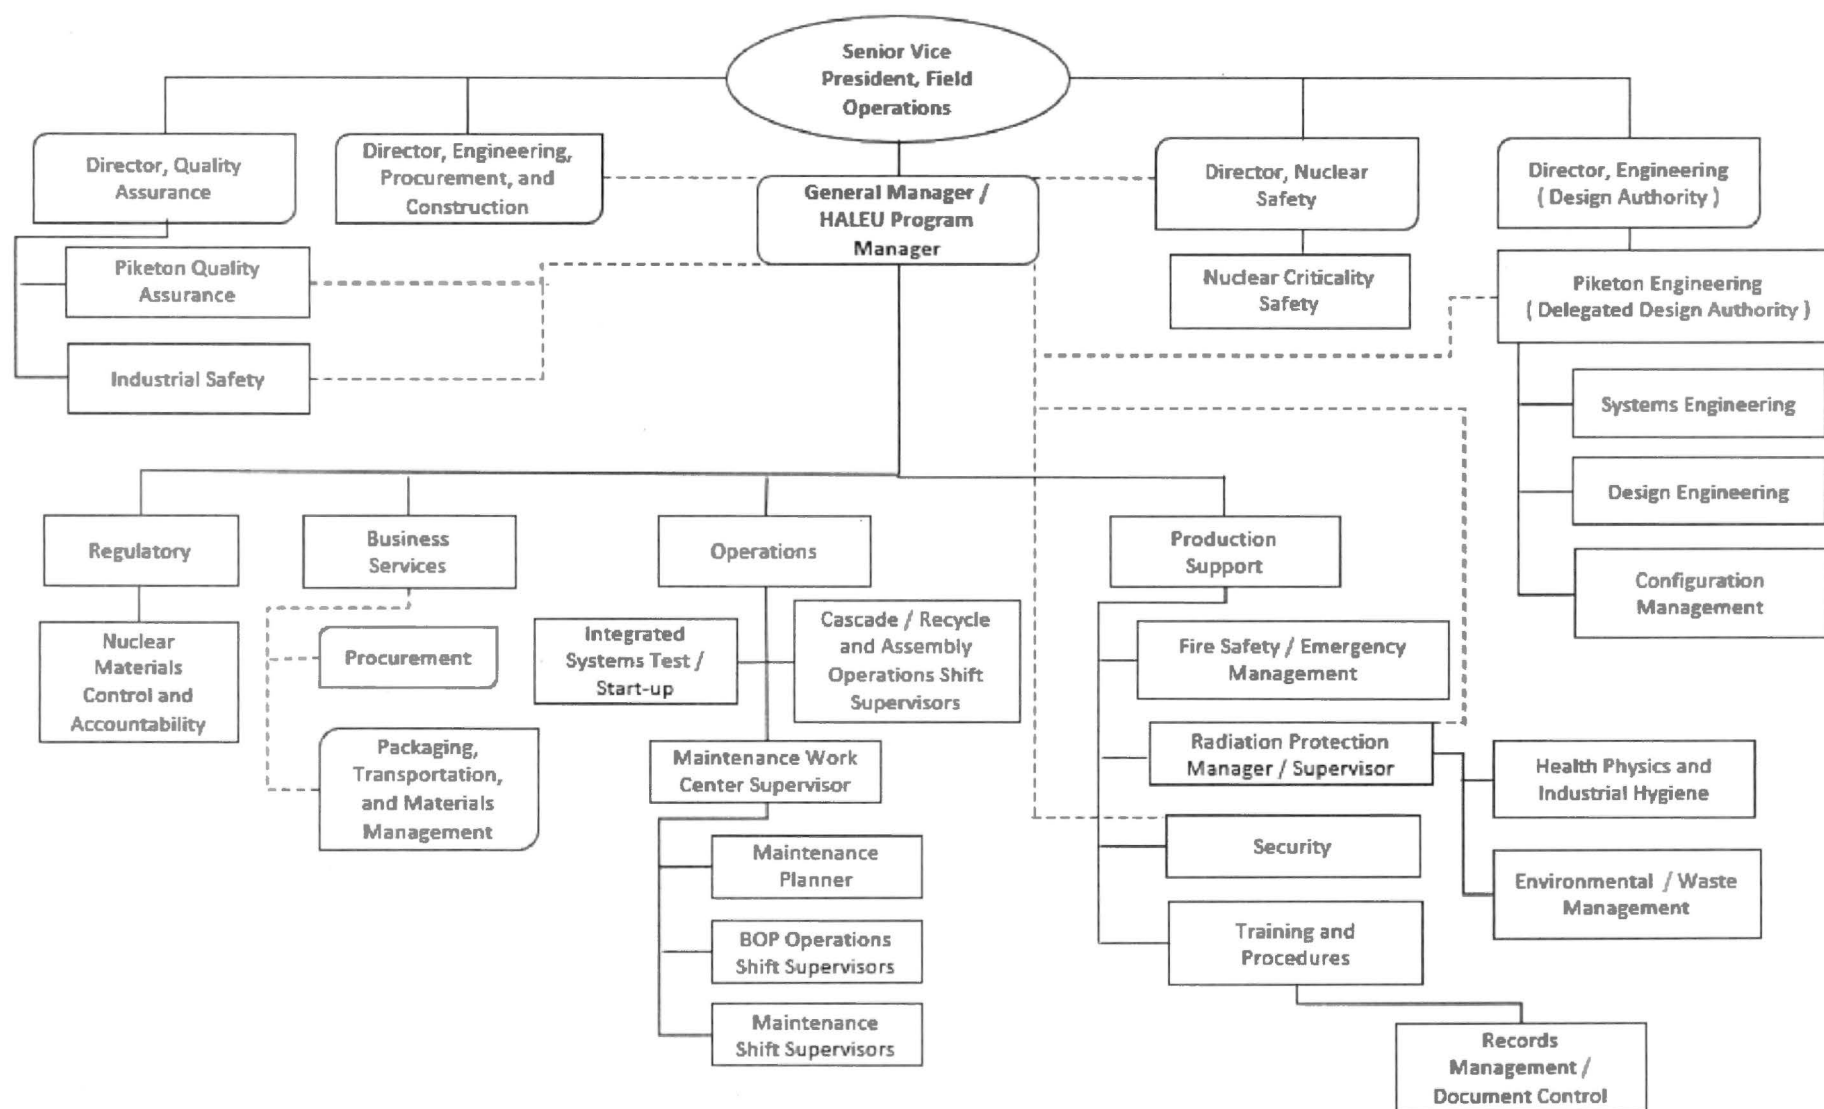 Senior Vice
President, Field
Operations
Director, Quality
Assurance
Director, Engineering,
Procurement, and
Construction
General Manager /
HALEU Program
Manager
Director, Nuclear
Safety
Director, Engineering
( Design Authority )
Piketon Quality
Assurance
Industrial Safety
Nuclear Criticality
Safety
Piketon Engineering
( Delegated Design Authority )
Systems Engineering
Design Engineering
Configuration
Management
Regulatory
Business
Services
Operations
Production
Support
Nuclear
Materials
Control and
Accountability
Procurement
Packaging,
Transportation,
and Materials
Management
Integrated
Systems Test /
Start-up
Cascade / Recycle
and Assembly
Operations Shift
Supervisors
Maintenance Work
Center Supervisor
Maintenance
Planner
BOP Operations
Shift Supervisors
Maintenance
Shift Supervisors
Fire Safety / Emergency
Management
Radiation Protection
Manager / Supervisor
Security
Training and
Procedures
Health Physics and
Industrial Hygiene
Environmental / Waste
Management
Records
Management /
Document Control